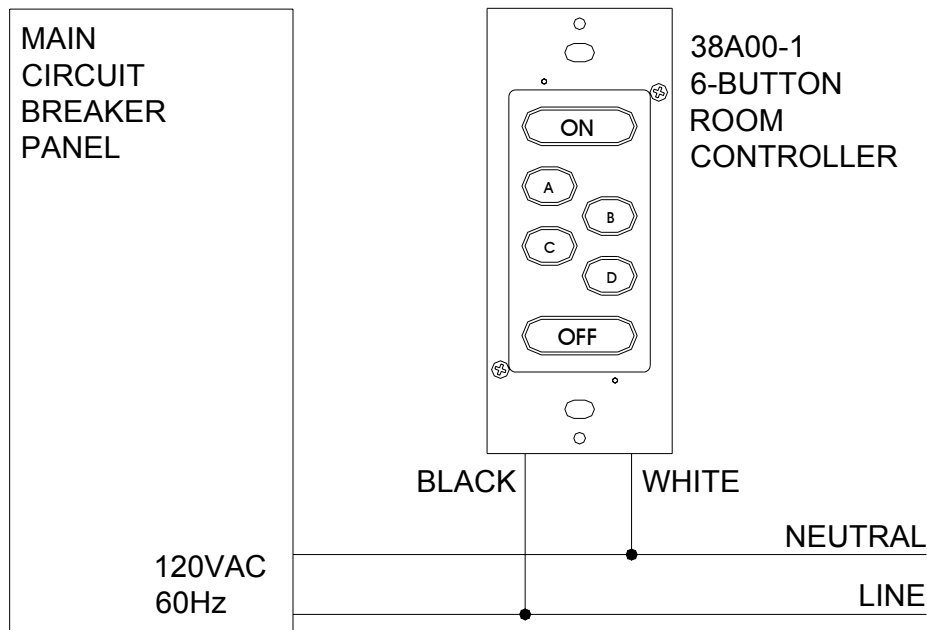 MAIN
CIRCUIT
BREAKER
PANEL
38A00-1
6-BUTTON
ROOM
CONTROLLER
ON
A
B
C
D
OFF
BLACK
WHITE
NEUTRAL
120VAC
60Hz
LINE